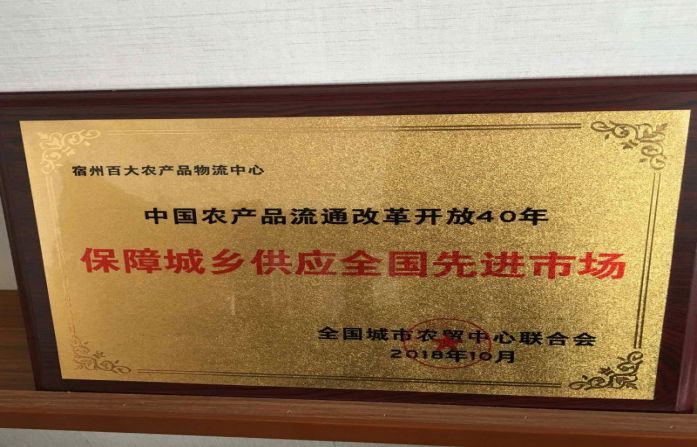 宿州百大农产品物流中心
中国农产品流通改革开放40年
保障城乡供应全国先进市场
全国城市农贸中心联合会
2018年10月